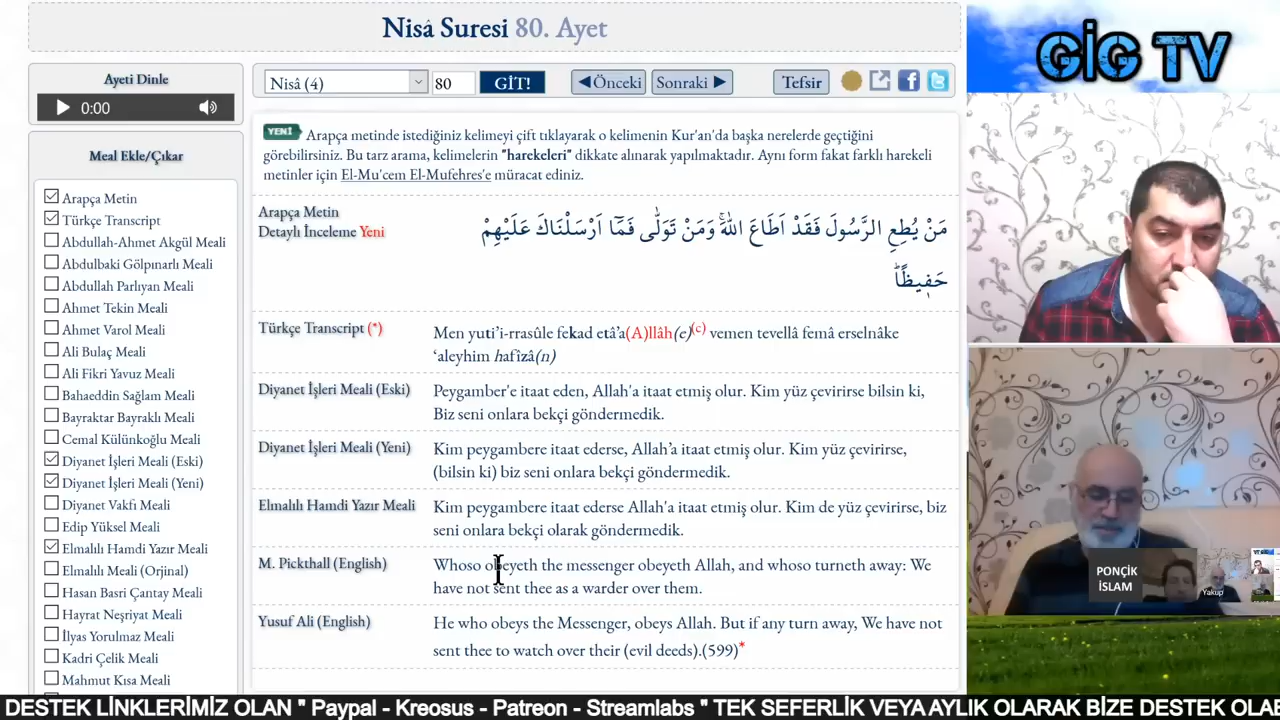 Nisâ Suresi 80. Ayet
GİG TV
Ayeti Dinle
0:00
Nisâ (4)
80
GİT!
◀Önceki
Sonraki ▶
Tefsir
Meal Ekle/Çıkar
Arapça Metin
Türkçe Transcript
Abdullah-Ahmet Akgül Meali
Abdulbaki Gölpınarlı Meali
Abdullah Parlıyan Meali
Ahmet Tekin Meali
Ahmet Varol Meali
Ali Bulaç Meali
Ali Fikri Yavuz Meali
Bahaeddin Sağlam Meali
Bayraktar Bayraklı Meali
Cemal Külünkoğlu Meali
Diyanet İşleri Meali (Eski)
Diyanet İşleri Meali (Yeni)
Diyanet Vakfı Meali
Edip Yüksel Meali
Elmalılı Hamdi Yazır Meali
Elmalılı Meali (Orjinal)
Hasan Basri Çantay Meali
Hayrat Neşriyat Meali
İlyas Yorulmaz Meali
Kadri Çelik Meali
Mahmut Kısa Meali
YENİ Arapça metinde istediğiniz kelimeyi çift tıklayarak o kelimenin Kur'an'da başka nerelerde geçtiğini
görebilirsiniz. Bu tarz arama, kelimelerin "harekeleri" dikkate alınarak yapılmaktadır. Aynı form fakat farklı harekeli
metinler için El-Mu'cem El-Mufehres'e müracat ediniz.
Arapça Metin
Detaylı İnceleme Yeni
مَنْ يُطِعِ الرَّسُولَ فَقَدْ اَطَاعَ اللّٰهَۚ وَمَنْ تَوَلّٰى فَمَٓا اَرْسَلْنَاكَ عَلَيْهِمْ
حَف۪يظًاۜ
Türkçe Transcript (*)
Men yuti'i-rrasûle fekad etâ'a(A)llâh(e)(c) vemen tevellâ femâ erselnâke
'aleyhim hafîzâ(n)
Diyanet İşleri Meali (Eski)
Peygamber'e itaat eden, Allah'a itaat etmiş olur. Kim yüz çevirirse bilsin ki,
Biz seni onlara bekçi göndermedik.
Diyanet İşleri Meali (Yeni)
Kim peygambere itaat ederse, Allah'a itaat etmiş olur. Kim yüz çevirirse,
(bilsin ki) biz seni onlara bekçi göndermedik.
Elmalılı Hamdi Yazır Meali
Kim peygambere itaat ederse Allah'a itaat etmiş olur. Kim de yüz çevirirse, biz
seni onlara bekçi olarak göndermedik.
M. Pickthall (English)
Whoso obeyeth the messenger obeyeth Allah, and whoso turneth away: We
have not sent thee as a warder over them.
Yusuf Ali (English)
He who obeys the Messenger, obeys Allah. But if any turn away, We have not
sent thee to watch over their (evil deeds).(599)*
PONÇİK
İSLAM
Yakup
DESTEK LİNKLERİMİZ OLAN " Paypal - Kreosus - Patreon - Streamlabs " TEK SEFERLİK VEYA AYLIK OLARAK BİZE DESTEK OLAB